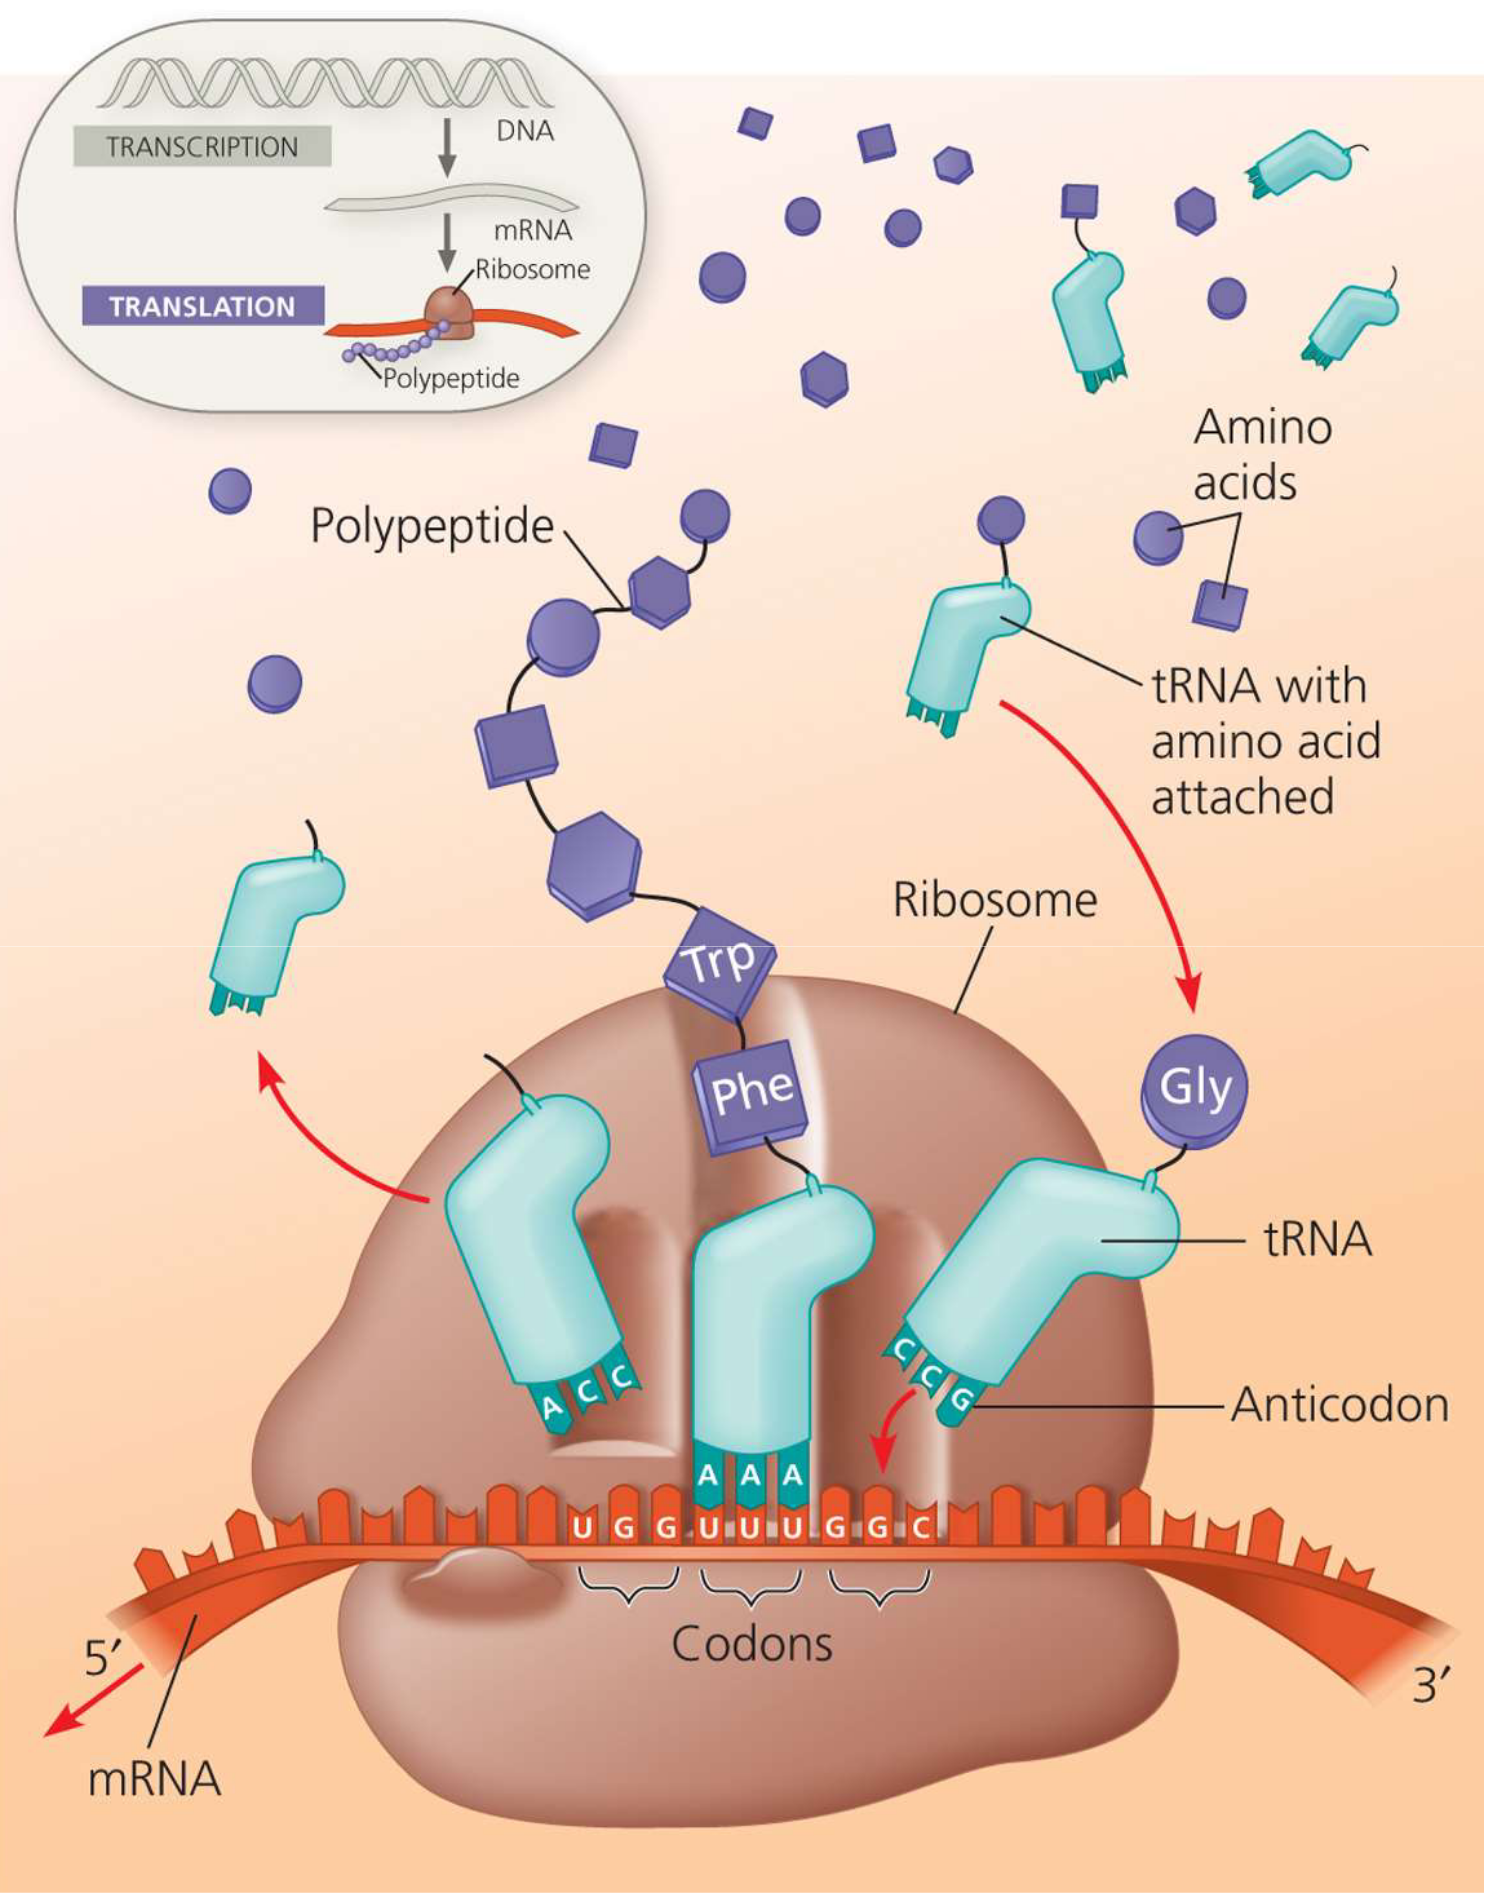 DNA
TRANSCRIPTION
mRNA
Ribosome
TRANSLATION
Polypeptide
Amino
acids
Polypeptide
tRNA with
amino acid
attached
Ribosome
Trp
Phe
Gly
tRNA
C C G
A C C
Anticodon
A A A
U G G U U U G G C
Codons
5′
3′
mRNA